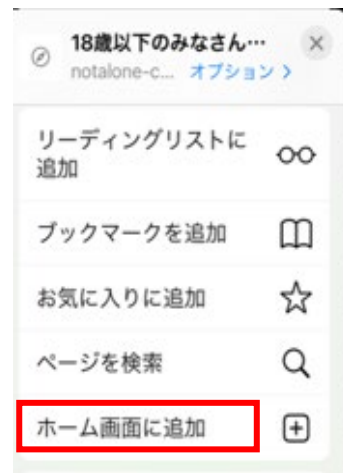 18歳以下のみなさん…
notalone-c... オプション >
リーディングリストに
追加
ブックマークを追加
お気に入りに追加
ページを検索
ホーム画面に追加